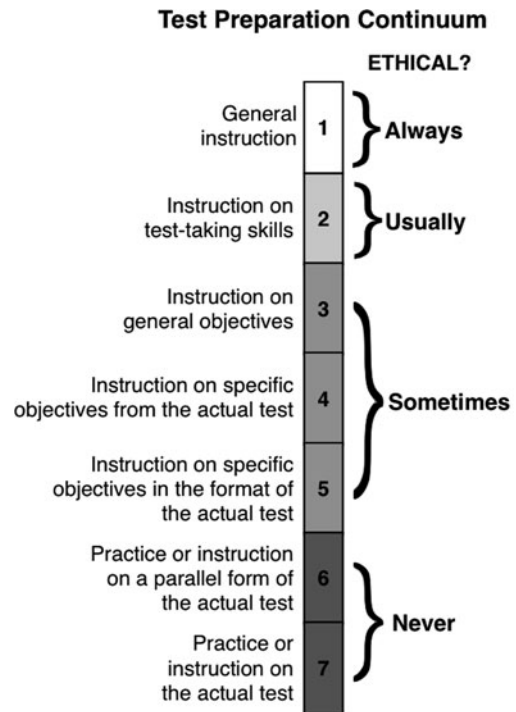 Test Preparation Continuum
ETHICAL?
General
instruction
1
Always
Instruction on
test-taking skills
2
Usually
Instruction on
general objectives
3
Instruction on specific
objectives from the actual test
4
Sometimes
Instruction on specific
objectives in the format of
the actual test
5
Practice or instruction
on a parallel form of
the actual test
6
Never
Practice or
instruction on
the actual test
7